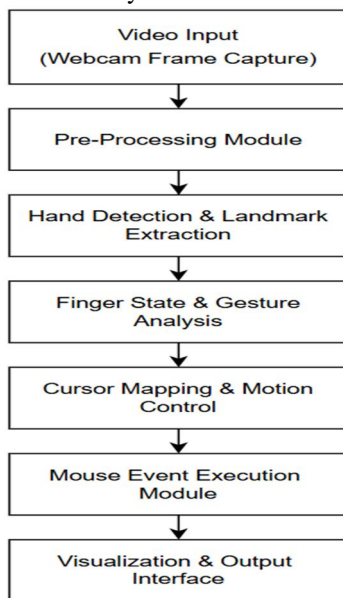 Video Input
(Webcam Frame Capture)
Pre-Processing Module
Hand Detection & Landmark
Extraction
Finger State & Gesture
Analysis
Cursor Mapping & Motion
Control
Mouse Event Execution
Module
Visualization & Output
Interface